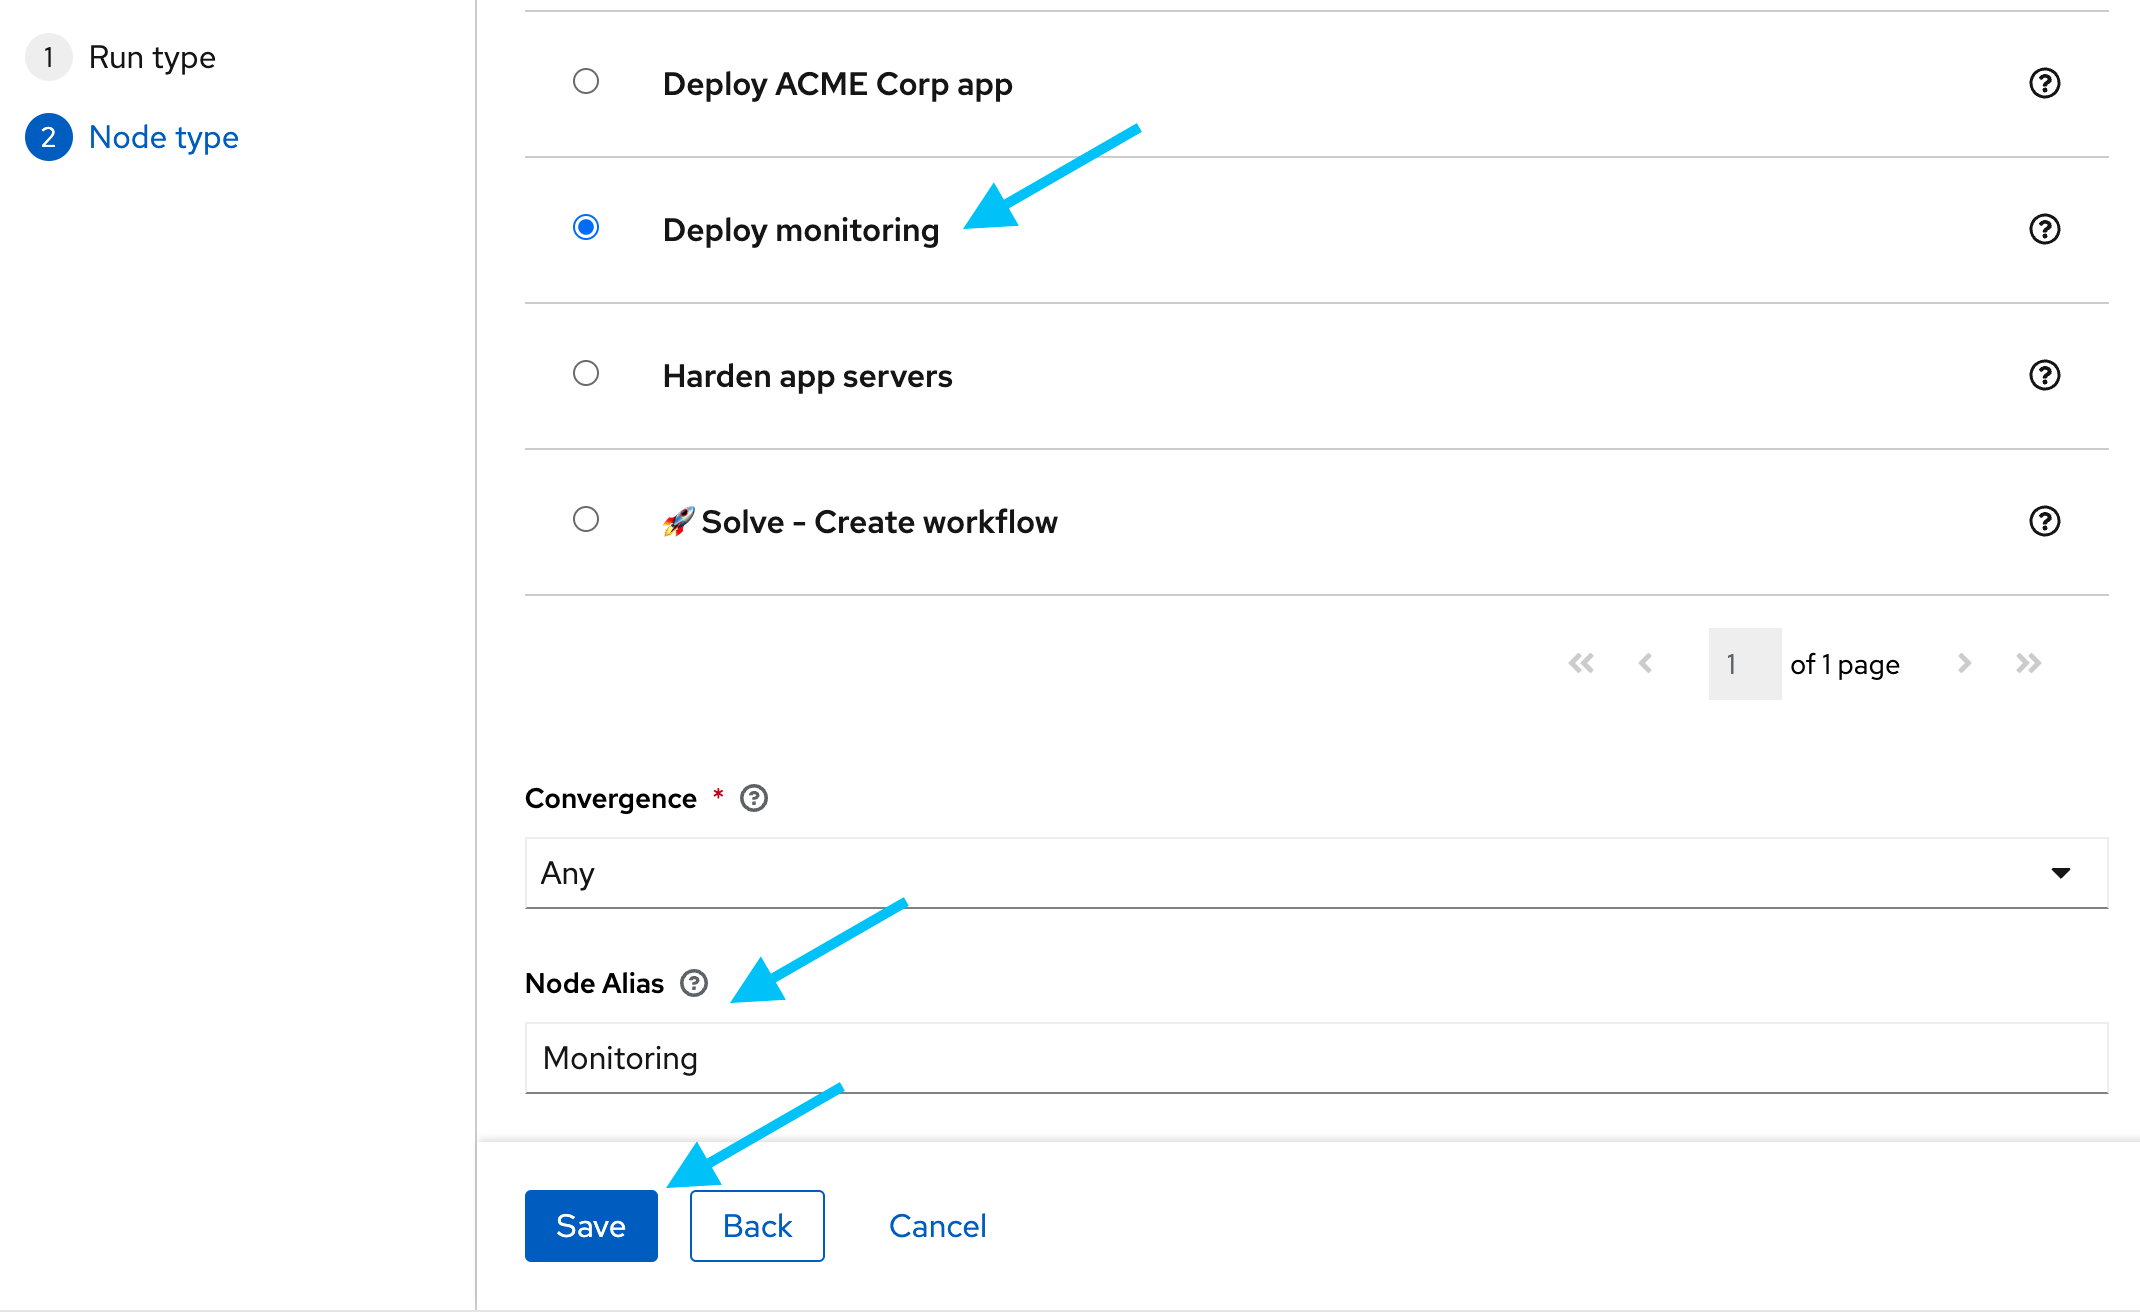 1 Run type
2 Node type
Deploy ACME Corp app
Deploy monitoring
Harden app servers
🚀 Solve - Create workflow
1 of 1 page
Convergence *
Any
Node Alias
Monitoring
Save Back Cancel